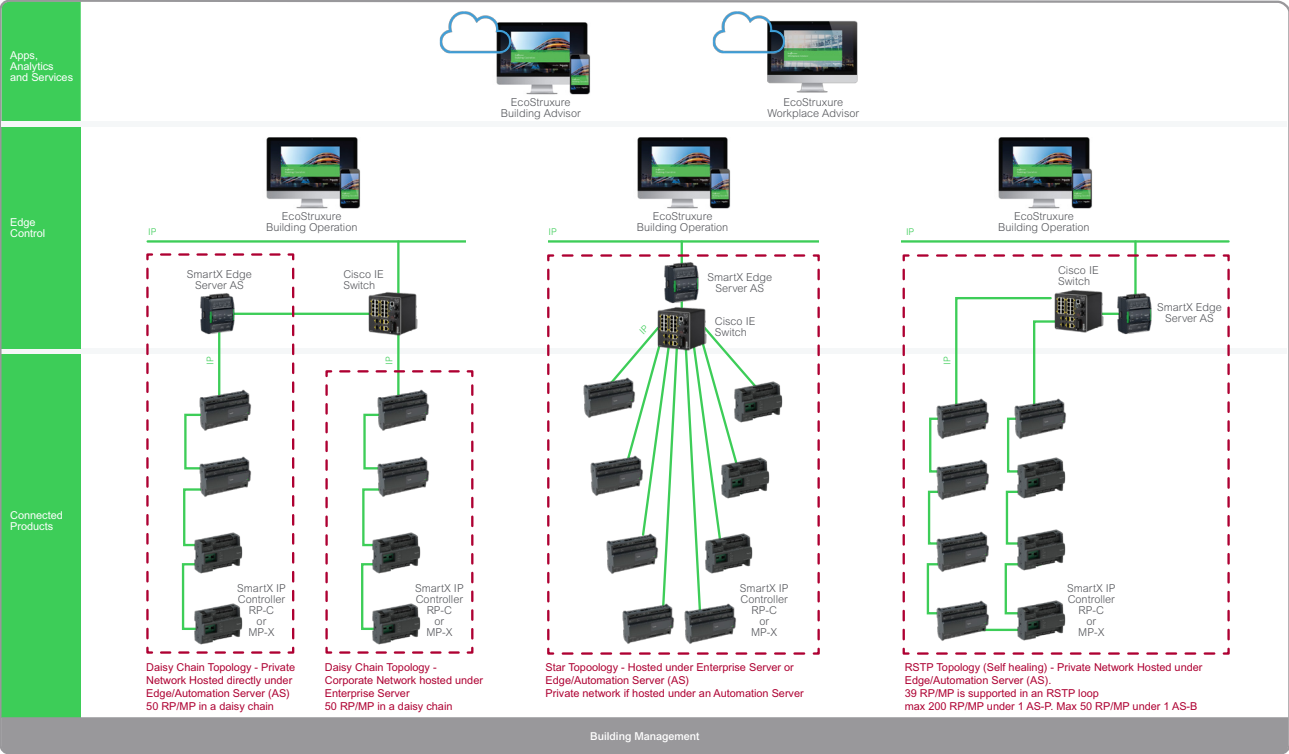 Apps,
Analytics
and Services
EcoStruxure
Building Advisor
EcoStruxure
Workplace Advisor
Edge
Control
EcoStruxure
Building Operation
EcoStruxure
Building Operation
EcoStruxure
Building Operation
IP
IP
IP
SmartX Edge
Server AS
Cisco IE
Switch
SmartX Edge
Server AS
Cisco IE
Switch
IP
Cisco IE
Switch
SmartX Edge
Server AS
IP
IP
IP
Connected
Products
SmartX IP
Controller
RP-C
or
MP-X
SmartX IP
Controller
RP-C
or
MP-X
SmartX IP
Controller
RP-C
or
MP-X
SmartX IP
Controller
RP-C
or
MP-X
Daisy Chain Topology - Private
Network Hosted directly under
Edge/Automation Server (AS)
50 RP/MP in a daisy chain
Daisy Chain Topology -
Corporate Network hosted under
Enterprise Server
50 RP/MP in a daisy chain
Star Topoology - Hosted under Enterprise Server or
Edge/Automation Server (AS)
Private network if hosted under an Automation Server
RSTP Topology (Self healing) - Private Network Hosted under
Edge/Automation Server (AS).
39 RP/MP is supported in an RSTP loop
max 200 RP/MP under 1 AS-P. Max 50 RP/MP under 1 AS-B
Building Management